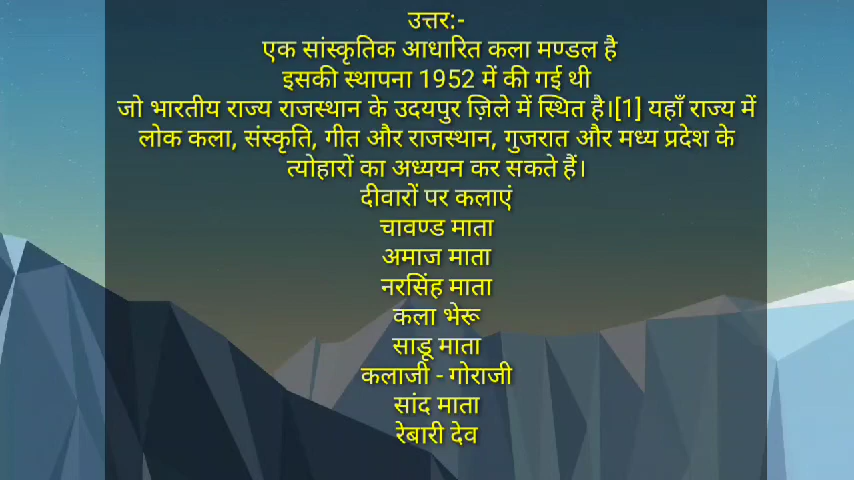 उत्तर:-
एक सांस्कृतिक आधारित कला मण्डल है
इसकी स्थापना 1952 में की गई थी
जो भारतीय राज्य राजस्थान के उदयपुर ज़िले में स्थित है।[1] यहाँ राज्य में
लोक कला, संस्कृति, गीत और राजस्थान, गुजरात और मध्य प्रदेश के
त्योहारों का अध्ययन कर सकते हैं।
दीवारों पर कलाएं
चावण्ड माता
अमाज माता
नरसिंह माता
कला भेरू
साडू माता
कलाजी - गोराजी
सांद माता
रेबारी देव